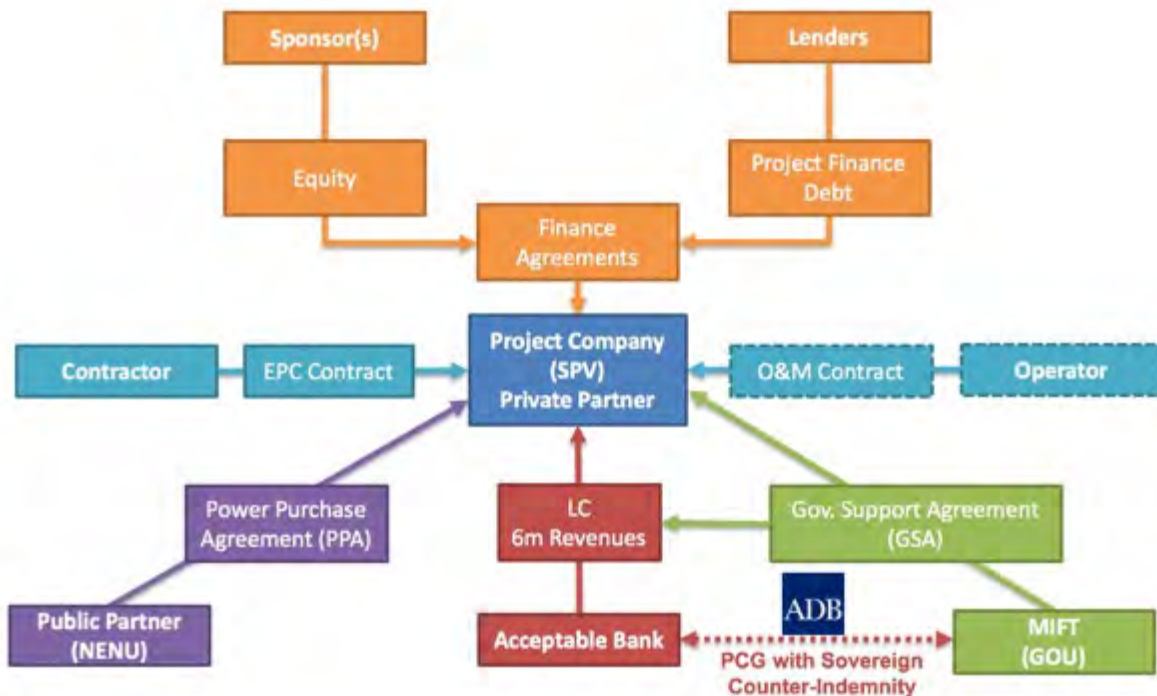 Sponsor(s)
Lenders
Equity
Project Finance
Debt
Finance
Agreements
Project Company
(SPV)
Private Partner
Contractor
EPC Contract
O&M Contract
Operator
Power Purchase
Agreement (PPA)
LC
6m Revenues
Gov. Support Agreement
(GSA)
Public Partner
(NENU)
Acceptable Bank
ADB
PCG with Sovereign
Counter-Indemnity
MIFT
(GOU)